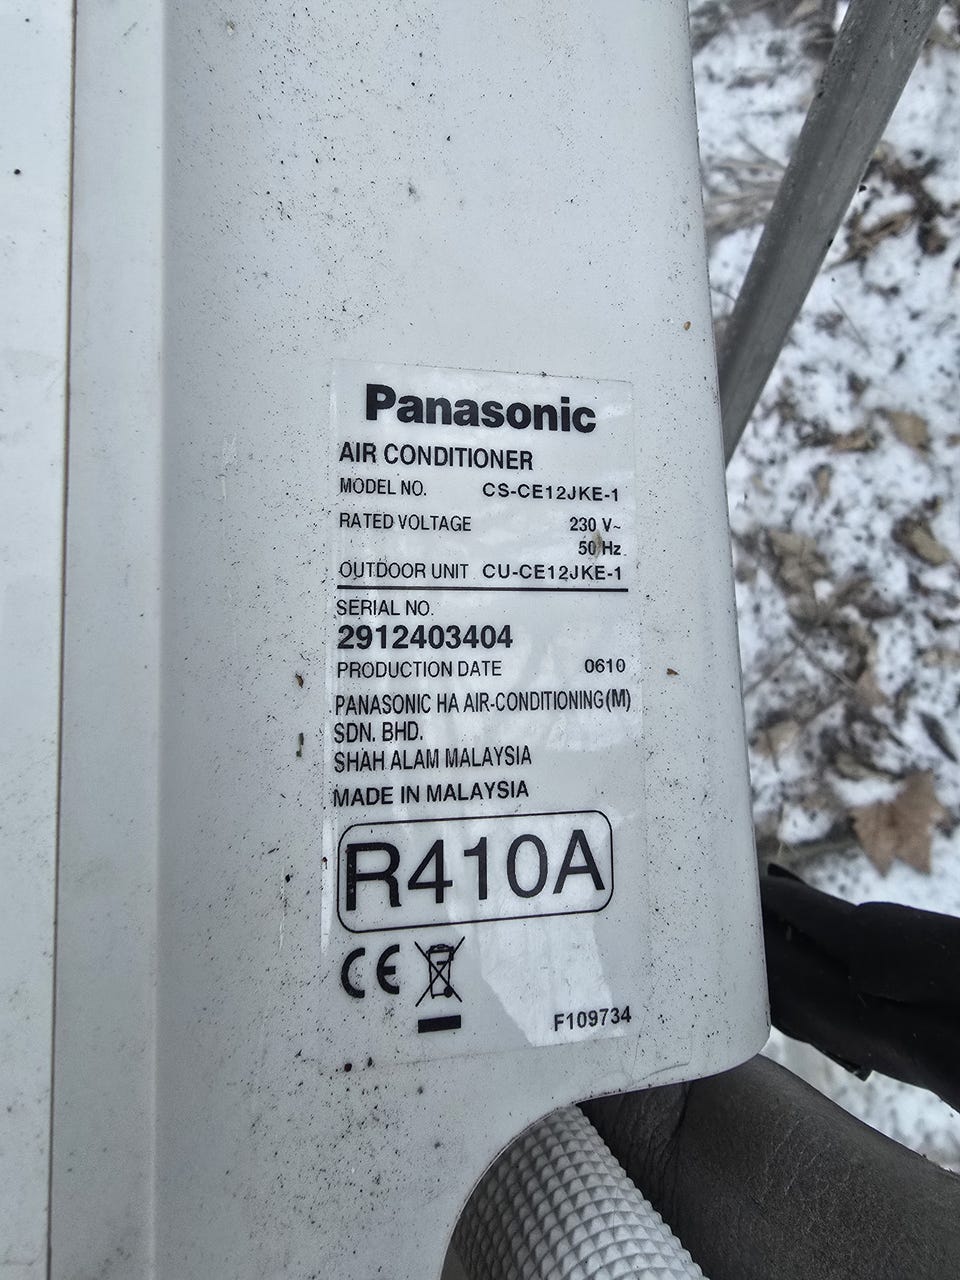 Panasonic
AIR CONDITIONER
MODEL NO. CS-CE12JKE-1
RATED VOLTAGE 230 V~
50 Hz
OUTDOOR UNIT CU-CE12JKE-1
SERIAL NO.
2912403404
PRODUCTION DATE 0610
PANASONIC HA AIR-CONDITIONING(M)
SDN. BHD.
SHAH ALAM MALAYSIA
MADE IN MALAYSIA
R410A
CE
F109734